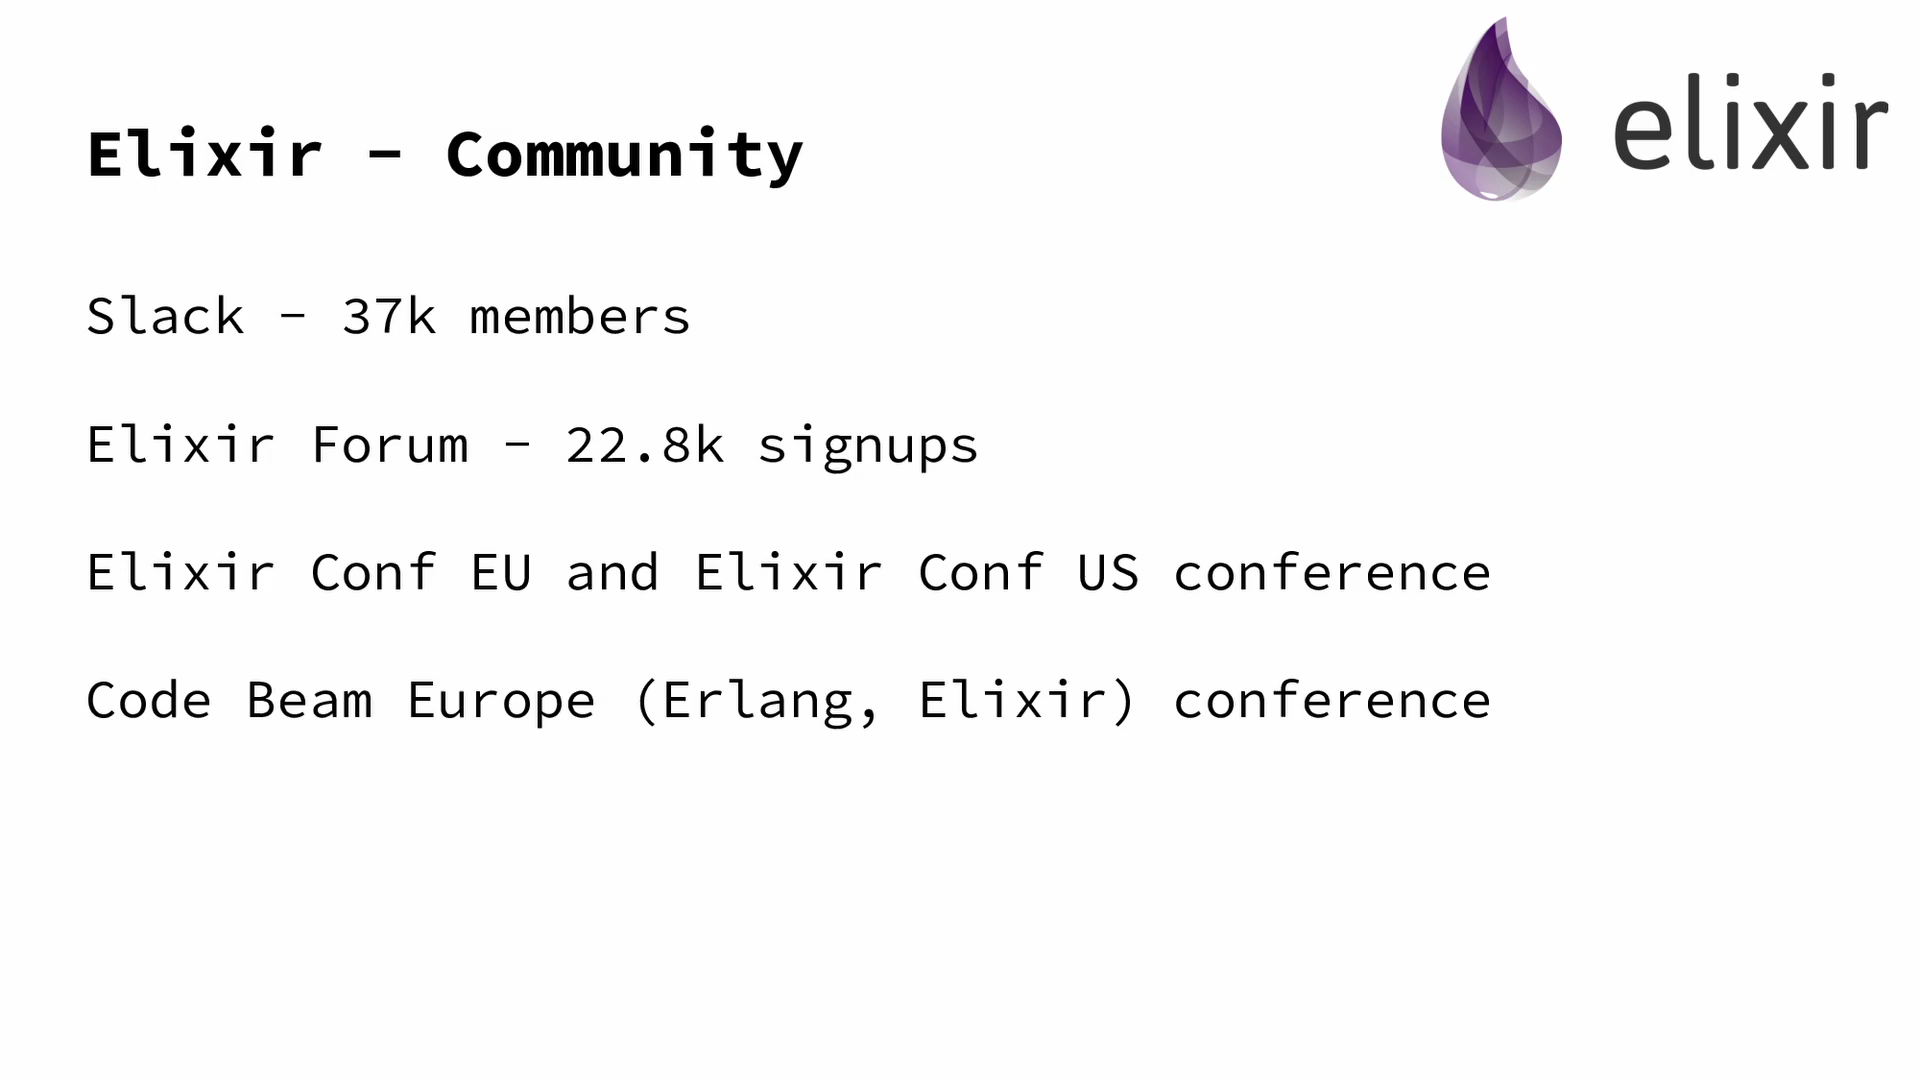 elixir
Elixir - Community
Slack - 37k members
Elixir Forum - 22.8k signups
Elixir Conf EU and Elixir Conf US conference
Code Beam Europe (Erlang, Elixir) conference